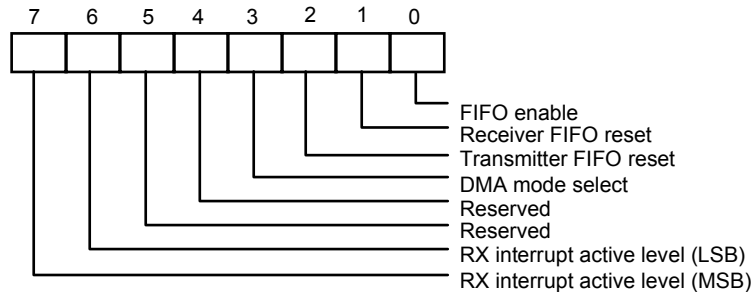 7 6 5 4 3 2 1 0
FIFO enable
Receiver FIFO reset
Transmitter FIFO reset
DMA mode select
Reserved
Reserved
RX interrupt active level (LSB)
RX interrupt active level (MSB)